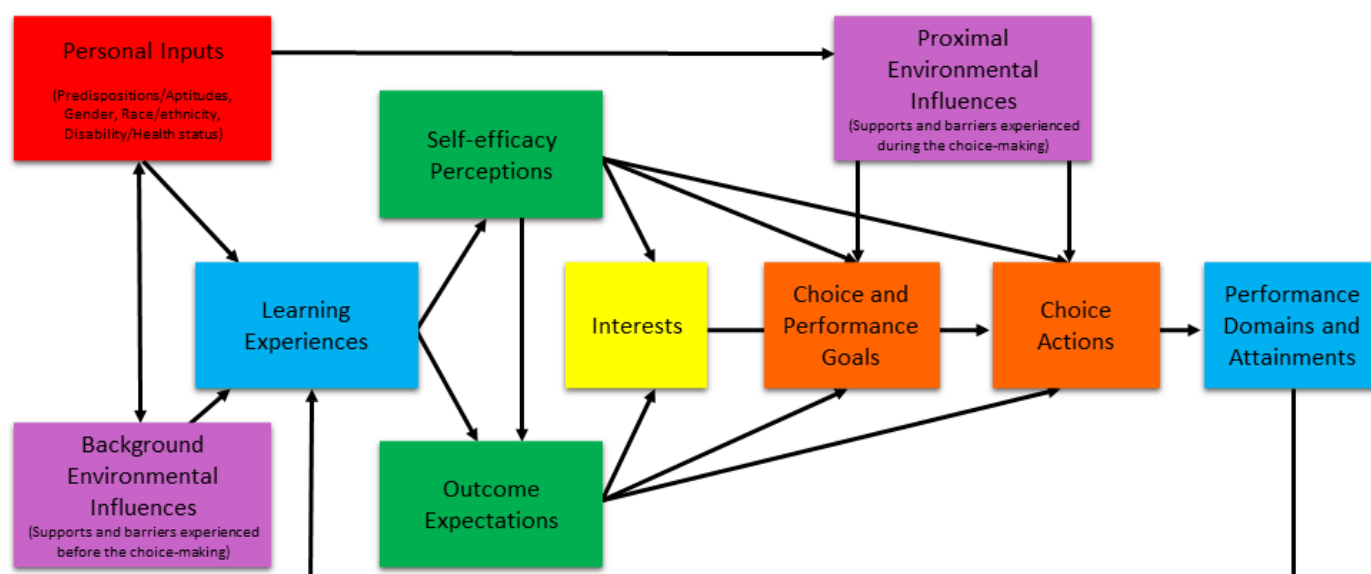 Personal Inputs
(Predispositions/Aptitudes,
Gender, Race/ethnicity,
Disability/Health status)
Proximal
Environmental
Influences
(Supports and barriers experienced
during the choice-making)
Self-efficacy
Perceptions
Learning
Experiences
Interests
Choice and
Performance
Goals
Choice
Actions
Performance
Domains and
Attainments
Background
Environmental
Influences
(Supports and barriers experienced
before the choice-making)
Outcome
Expectations